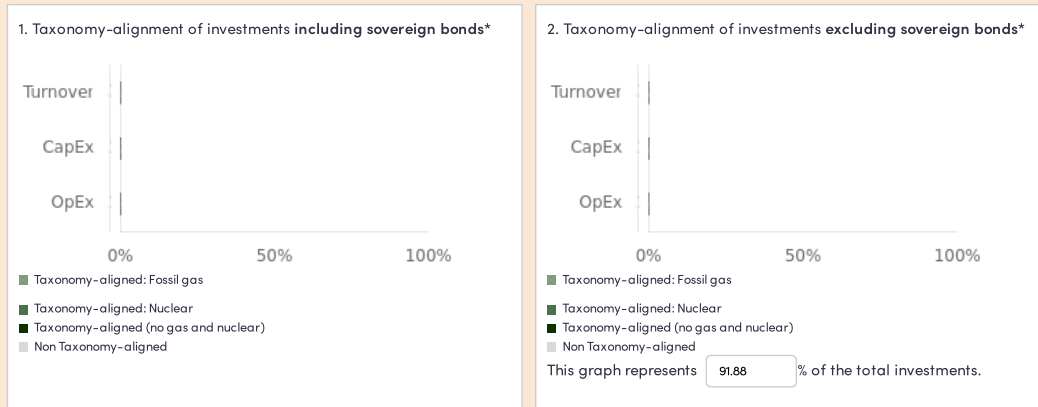 1. Taxonomy-alignment of investments including sovereign bonds*
Turnover
CapEx
OpEx
0% 50% 100%
Taxonomy-aligned: Fossil gas
Taxonomy-aligned: Nuclear
Taxonomy-aligned (no gas and nuclear)
Non Taxonomy-aligned
2. Taxonomy-alignment of investments excluding sovereign bonds*
Turnover
CapEx
OpEx
0% 50% 100%
Taxonomy-aligned: Fossil gas
Taxonomy-aligned: Nuclear
Taxonomy-aligned (no gas and nuclear)
Non Taxonomy-aligned
This graph represents 91.88 % of the total investments.